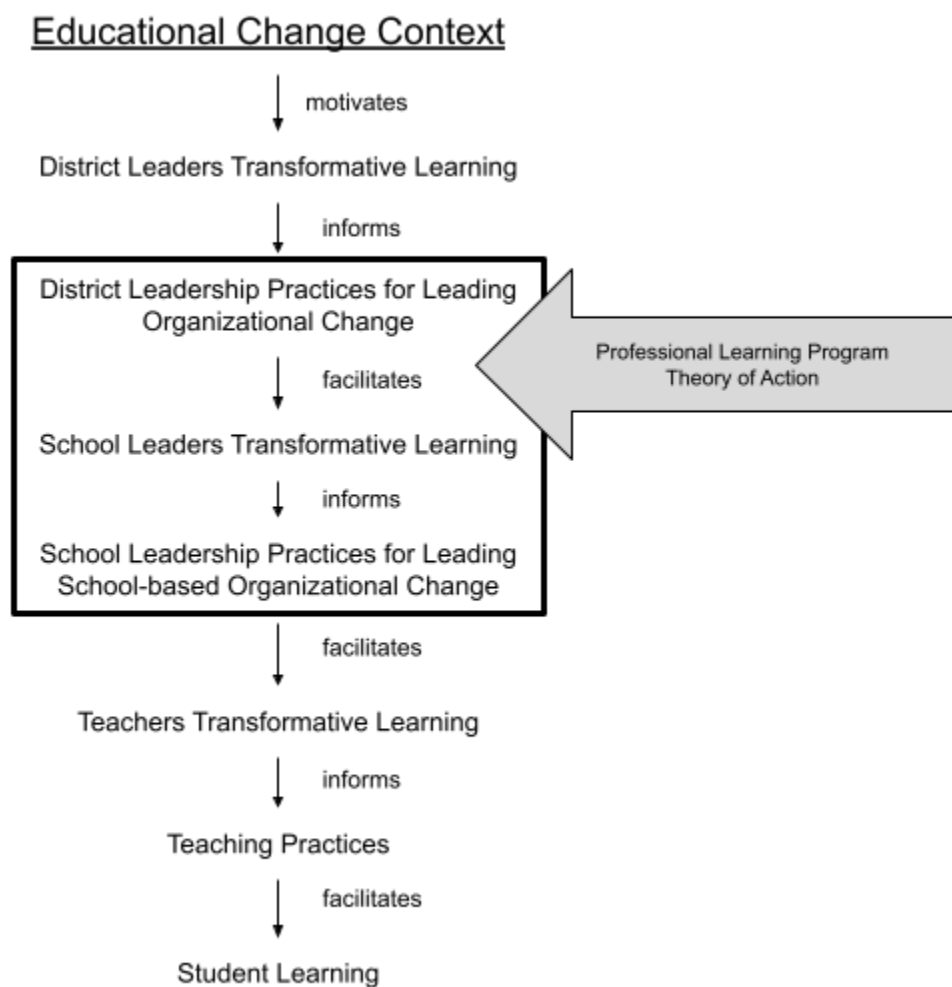 Educational Change Context
motivates
District Leaders Transformative Learning
informs
District Leadership Practices for Leading
Organizational Change
facilitates
Professional Learning Program
Theory of Action
School Leaders Transformative Learning
informs
School Leadership Practices for Leading
School-based Organizational Change
facilitates
Teachers Transformative Learning
informs
Teaching Practices
facilitates
Student Learning